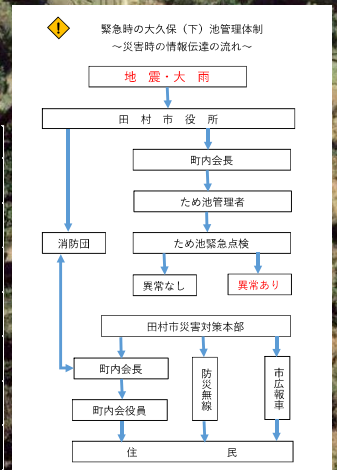 緊急時の大久保（下）池管理体制
～災害時の情報伝達の流れ～
地 震・大 雨
田 村 市 役 所
町内会長
ため池管理者
消防団
ため池緊急点検
異常なし
異常あり
田村市災害対策本部
町内会長
防災無線
市広報車
町内会役員
住 民